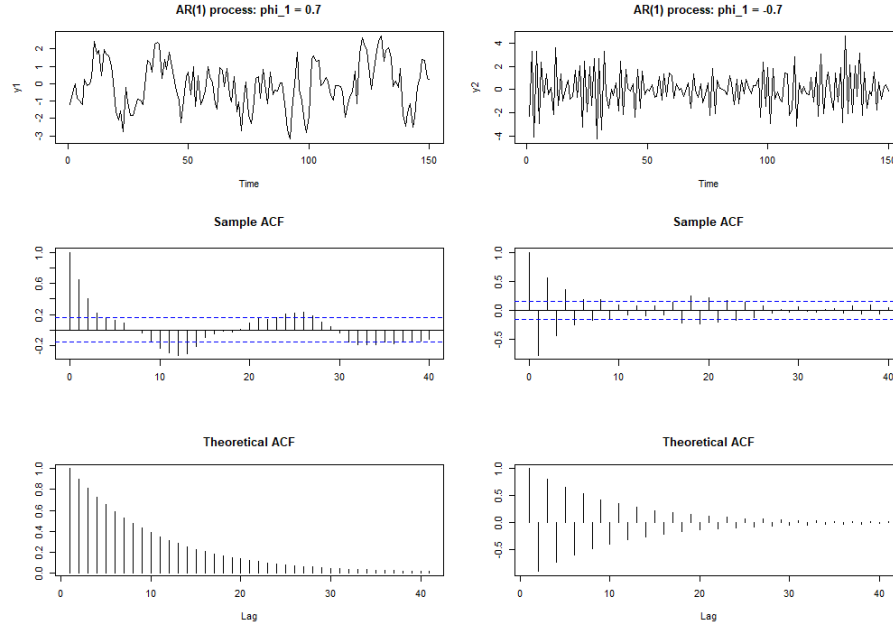 AR(1) process: phi_1 = 0.7
y1
-3 -2 -1 0 1 2
0 50 100 150
Time
AR(1) process: phi_1 = -0.7
y2
-4 -2 0 2 4
0 50 100 150
Time
Sample ACF
-0.2 0.2 0.6 1.0
0 10 20 30 40
Sample ACF
-0.5 0.0 0.5 1.0
0 10 20 30 40
Theoretical ACF
0.0 0.2 0.4 0.6 0.8 1.0
0 10 20 30 40
Lag
Theoretical ACF
-0.5 0.0 0.5 1.0
0 10 20 30 40
Lag